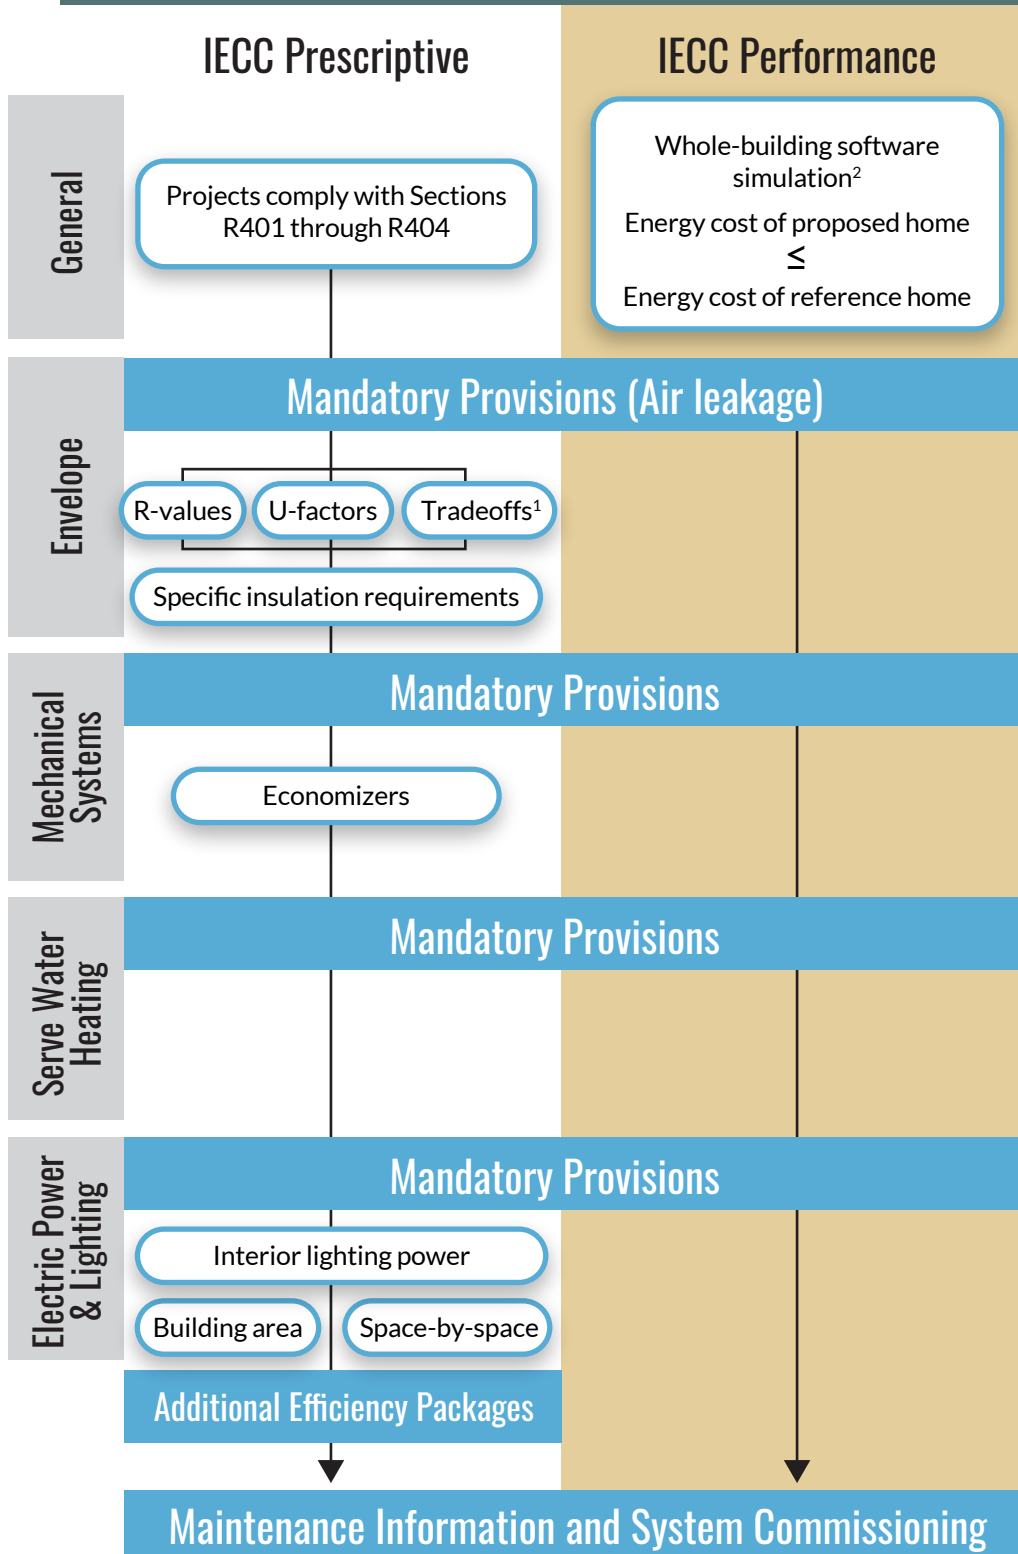 IECC Prescriptive
IECC Performance
General
Projects comply with Sections
R401 through R404
Whole-building software
simulation²
Energy cost of proposed home
≤
Energy cost of reference home
Mandatory Provisions (Air leakage)
Envelope
R-values
U-factors
Tradeoffs¹
Specific insulation requirements
Mandatory Provisions
Mechanical
Systems
Economizers
Mandatory Provisions
Serve Water
Heating
Mandatory Provisions
Electric Power
& Lighting
Interior lighting power
Building area
Space-by-space
Additional Efficiency Packages
Maintenance Information and System Commissioning